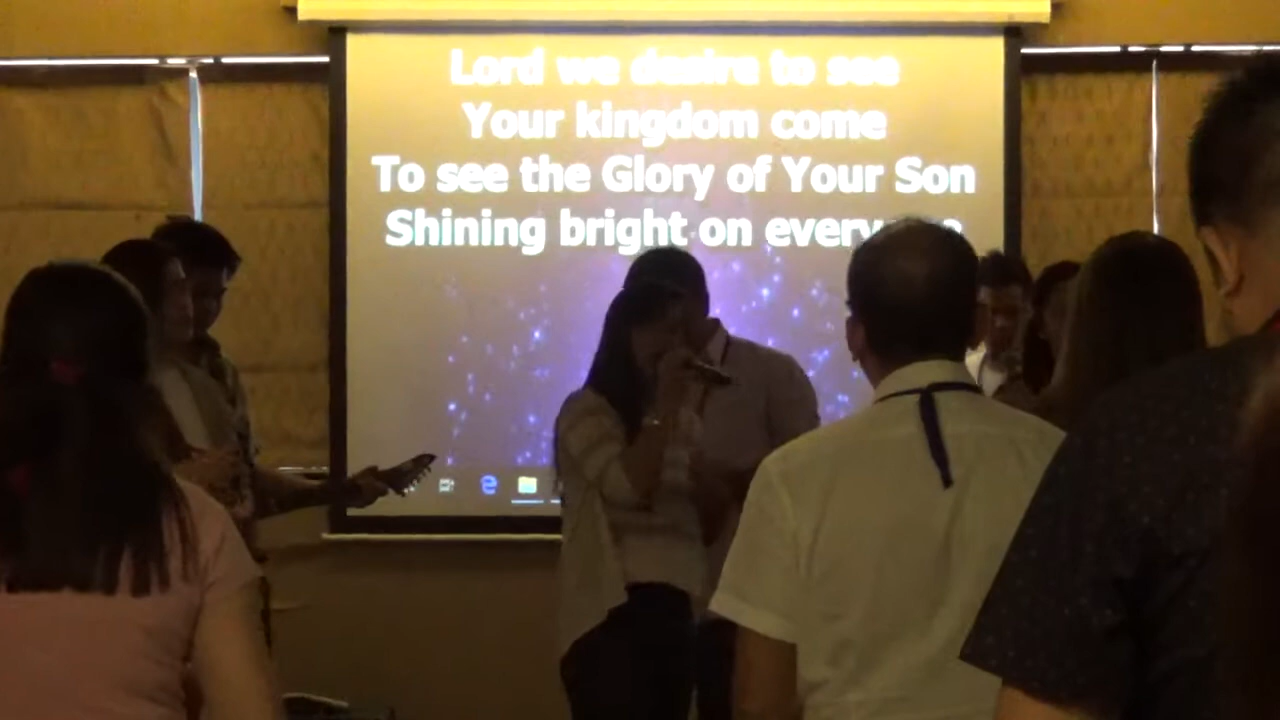 Lord we desire to see
Your kingdom come
To see the Glory of Your Son
Shining bright on